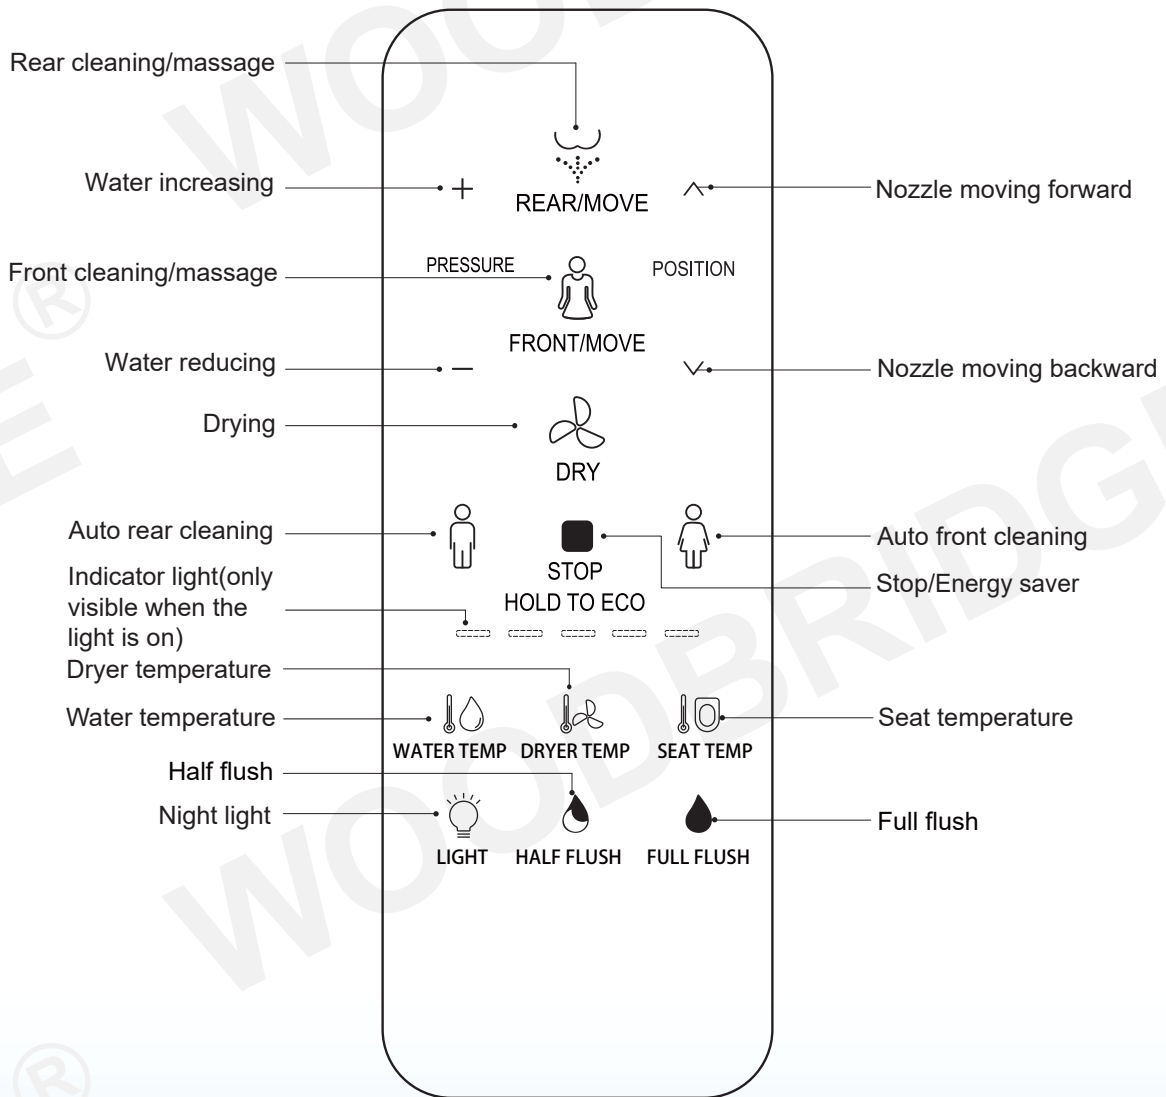 WOODBRIDGE
Rear cleaning/massage
Water increasing
+
REAR/MOVE
Nozzle moving forward
Front cleaning/massage
PRESSURE
POSITION
®
FRONT/MOVE
Water reducing
−
Nozzle moving backward
E
Drying
DRY
Auto rear cleaning
Auto front cleaning
STOP
Stop/Energy saver
HOLD TO ECO
Indicator light(only
visible when the
light is on)
Dryer temperature
Water temperature
Seat temperature
WATER TEMP
DRYER TEMP
SEAT TEMP
Half flush
Night light
Full flush
LIGHT
HALF FLUSH
FULL FLUSH
WOODBRIDGE
®